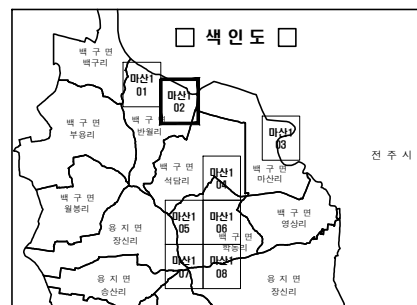 □ 색 인 도 □
백 구 면
백구리
마산1
01
마산1
02
백 구 면
부용리
백 구 면
반월리
마산1
03
전 주 시
백 구 면
석담리
마산1
04
백 구 면
마산리
백 구 면
월봉리
용 지 면
장신리
마산1
05
마산1
06
백 구 면
학동리
백 구 면
영상리
용 지 면
송산리
마산1
07
마산1
08
용 지 면
장신리